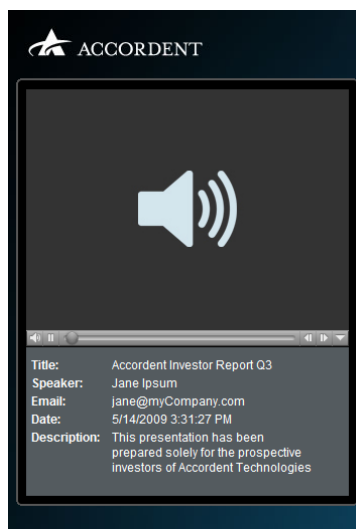 ACCORDENT
Title: Accordent Investor Report Q3
Speaker: Jane Ipsum
Email: jane@myCompany.com
Date: 5/14/2009 3:31:27 PM
Description: This presentation has been
prepared solely for the prospective
investors of Accordent Technologies